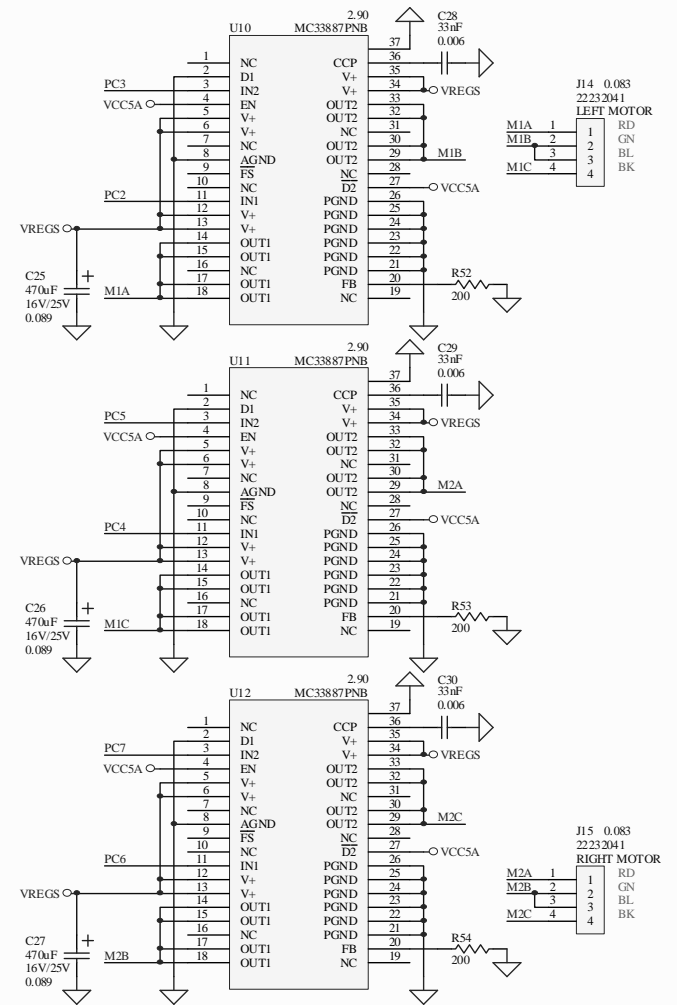 2.90
U10 MC33887PNB
C28
33nF
0.006
37
1 NC CCP 36
2 D1 V+ 35
PC3 3 IN2 V+ 34 VREGS
VCC5A 4 EN OUT2 33
5 V+ OUT2 32
6 V+ NC 31
7 NC OUT2 30
8 AGND OUT2 29 M1B
9 FS NC 28
10 NC D2 27 VCC5A
PC2 11 IN1 PGND 26
12 V+ PGND 25
VREGS 13 V+ PGND 24
14 OUT1 PGND 23
15 OUT1 PGND 22
16 NC PGND 21
17 OUT1 FB 20
M1A 18 OUT1 NC 19
C25
470uF
16V/25V
0.089
R52
200
J14 0.083
22232041
LEFT MOTOR
M1A 1 1 RD
M1B 2 2 GN
3 3 BL
M1C 4 4 BK
2.90
U11 MC33887PNB
C29
33nF
0.006
37
1 NC CCP 36
2 D1 V+ 35
PC5 3 IN2 V+ 34 VREGS
VCC5A 4 EN OUT2 33
5 V+ OUT2 32
6 V+ NC 31
7 NC OUT2 30
8 AGND OUT2 29 M2A
9 FS NC 28
10 NC D2 27 VCC5A
PC4 11 IN1 PGND 26
12 V+ PGND 25
VREGS 13 V+ PGND 24
14 OUT1 PGND 23
15 OUT1 PGND 22
16 NC PGND 21
17 OUT1 FB 20
M1C 18 OUT1 NC 19
C26
470uF
16V/25V
0.089
R53
200
2.90
U12 MC33887PNB
C30
33nF
0.006
37
1 NC CCP 36
2 D1 V+ 35
PC7 3 IN2 V+ 34 VREGS
VCC5A 4 EN OUT2 33
5 V+ OUT2 32
6 V+ NC 31
7 NC OUT2 30
8 AGND OUT2 29 M2C
9 FS NC 28
10 NC D2 27 VCC5A
PC6 11 IN1 PGND 26
12 V+ PGND 25
VREGS 13 V+ PGND 24
14 OUT1 PGND 23
15 OUT1 PGND 22
16 NC PGND 21
17 OUT1 FB 20
M2B 18 OUT1 NC 19
C27
470uF
16V/25V
0.089
R54
200
J15 0.083
22232041
RIGHT MOTOR
M2A 1 1 RD
M2B 2 2 GN
3 3 BL
M2C 4 4 BK